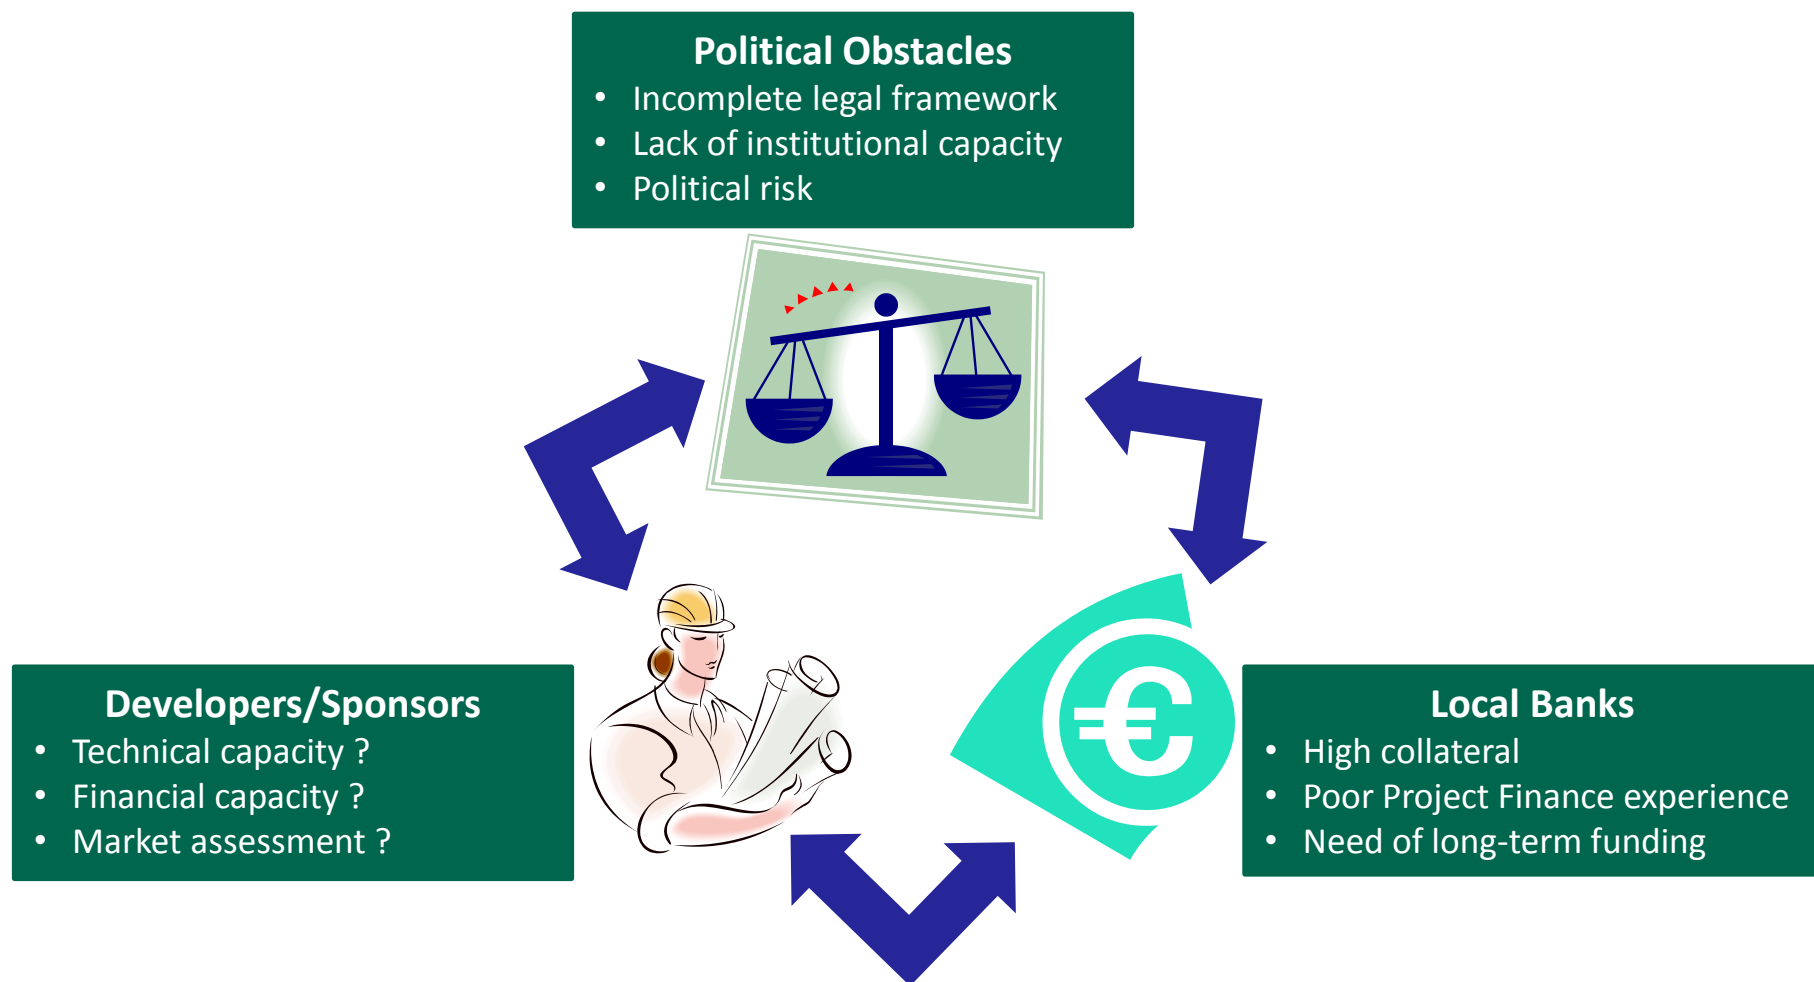 Political Obstacles
• Incomplete legal framework
• Lack of institutional capacity
• Political risk
Developers/Sponsors
• Technical capacity ?
• Financial capacity ?
• Market assessment ?
€
Local Banks
• High collateral
• Poor Project Finance experience
• Need of long-term funding